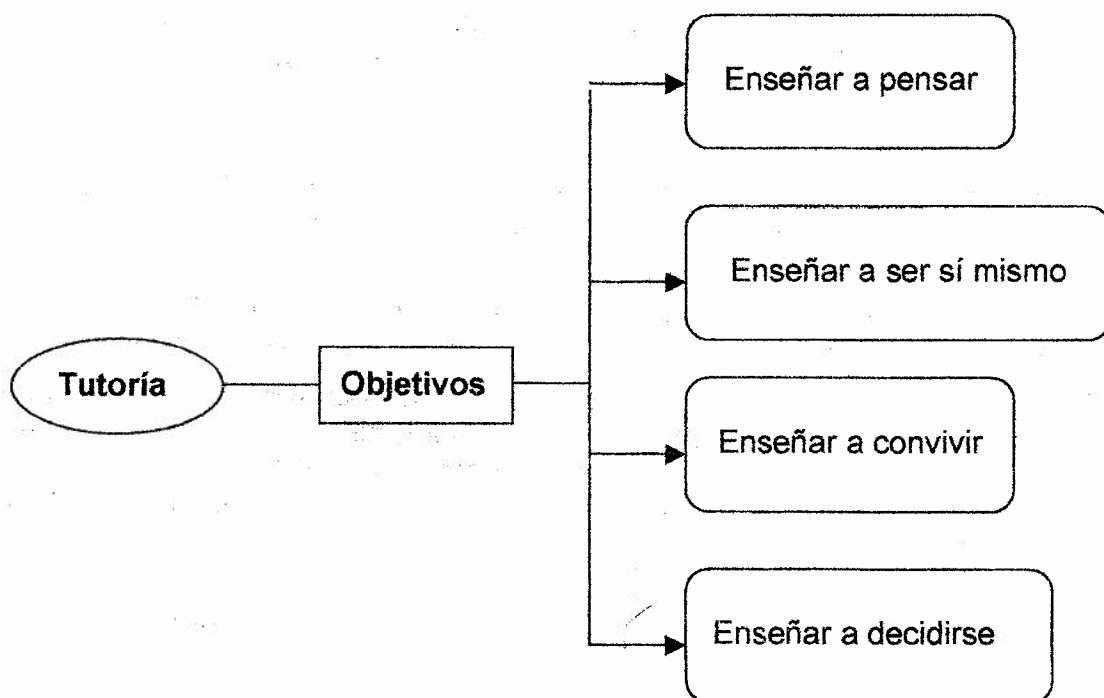 Enseñar a pensar
Enseñar a ser sí mismo
Tutoría
Objetivos
Enseñar a convivir
Enseñar a decidirse